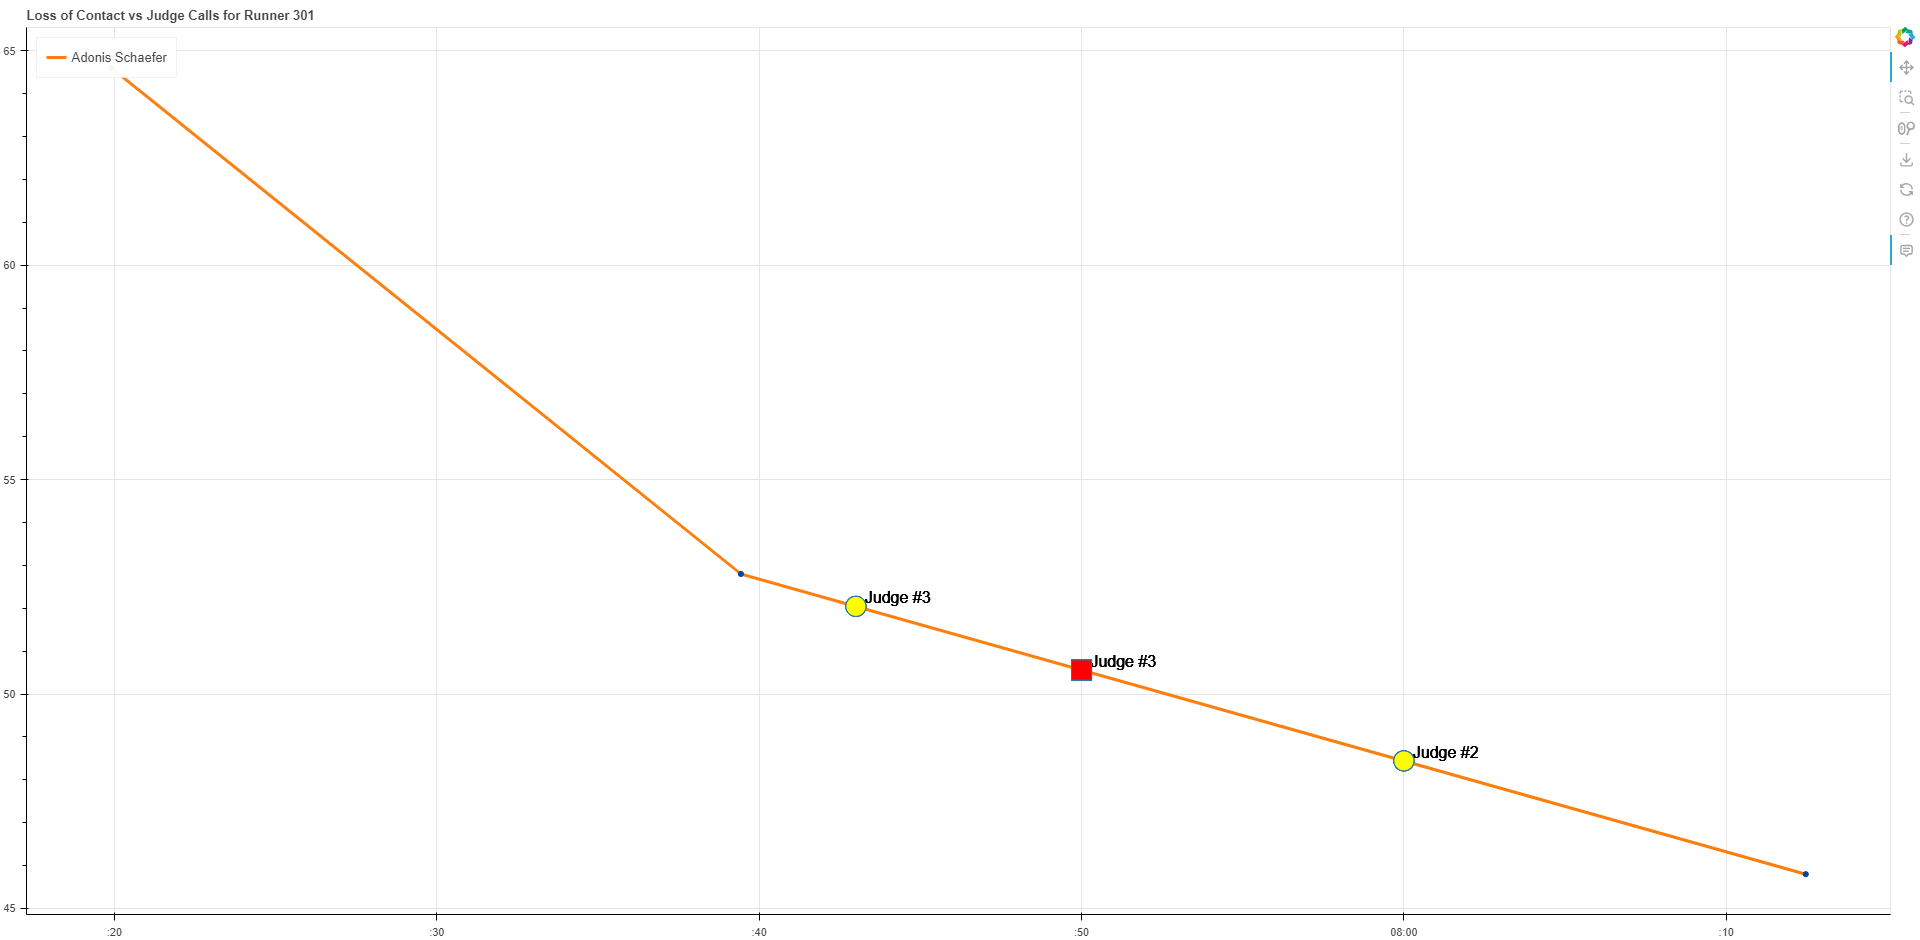 Loss of Contact vs Judge Calls for Runner 301
65
Adonis Schaefer
60
55
Judge #3
Judge #3
50
Judge #2
45
:20
:30
:40
:50
08:00
:10